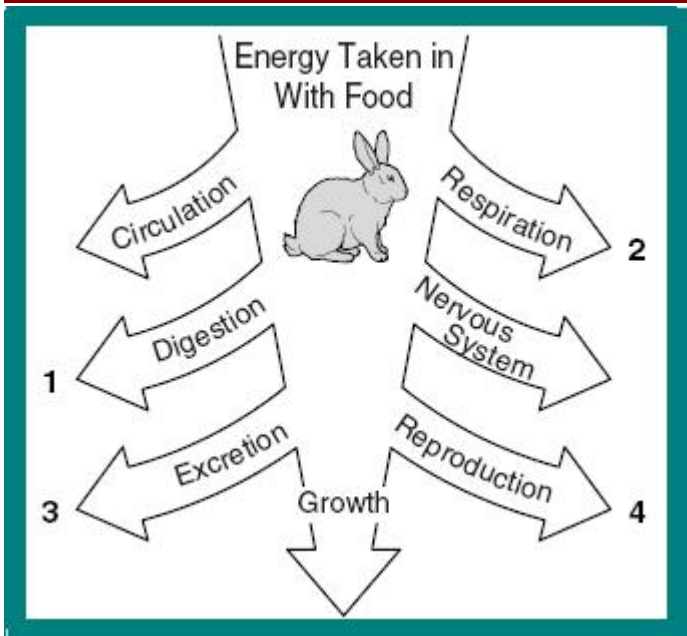 Energy Taken in
With Food
Circulation
Respiration
2
Digestion
Nervous
System
1
Excretion
Reproduction
3
Growth
4